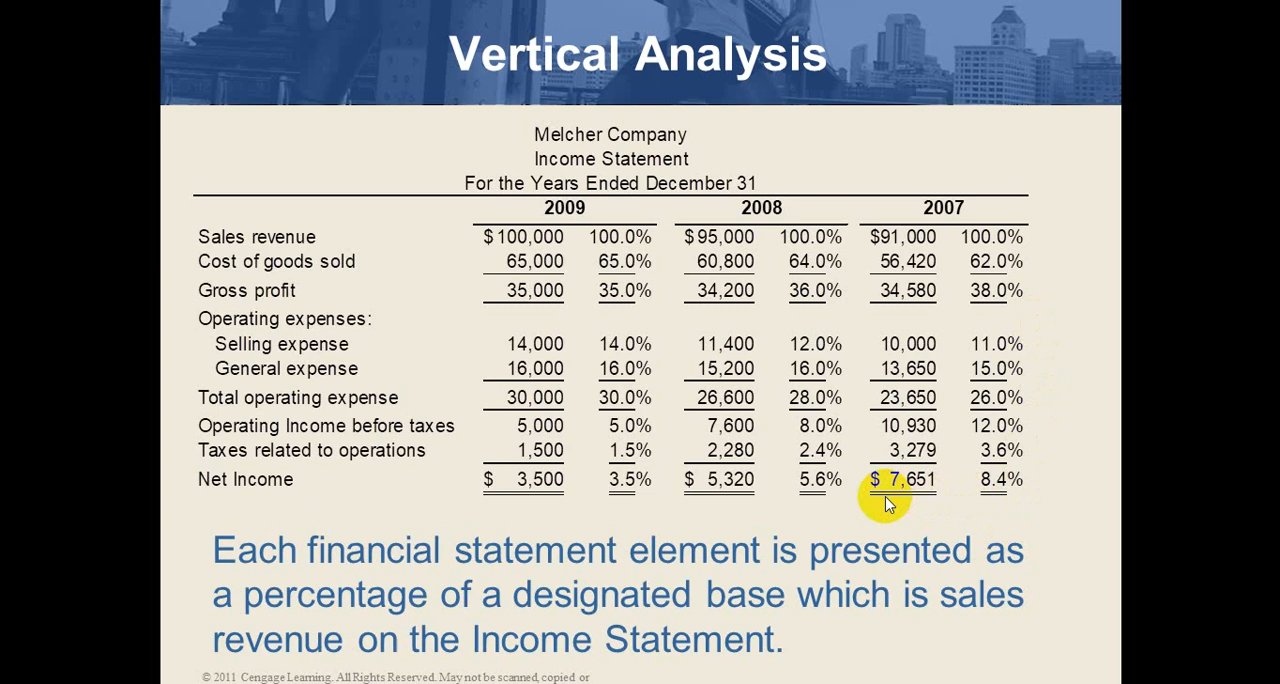 Vertical Analysis
Melcher Company
Income Statement
For the Years Ended December 31
2009 2008 2007
Sales revenue $ 100,000 100.0% $ 95,000 100.0% $91,000 100.0%
Cost of goods sold 65,000 65.0% 60,800 64.0% 56,420 62.0%
Gross profit 35,000 35.0% 34,200 36.0% 34,580 38.0%
Operating expenses:
Selling expense 14,000 14.0% 11,400 12.0% 10,000 11.0%
General expense 16,000 16.0% 15,200 16.0% 13,650 15.0%
Total operating expense 30,000 30.0% 26,600 28.0% 23,650 26.0%
Operating Income before taxes 5,000 5.0% 7,600 8.0% 10,930 12.0%
Taxes related to operations 1,500 1.5% 2,280 2.4% 3,279 3.6%
Net Income $ 3,500 3.5% $ 5,320 5.6% $ 7,651 8.4%
Each financial statement element is presented as
a percentage of a designated base which is sales
revenue on the Income Statement.
© 2011 Cengage Learning. All Rights Reserved. May not be scanned, copied or